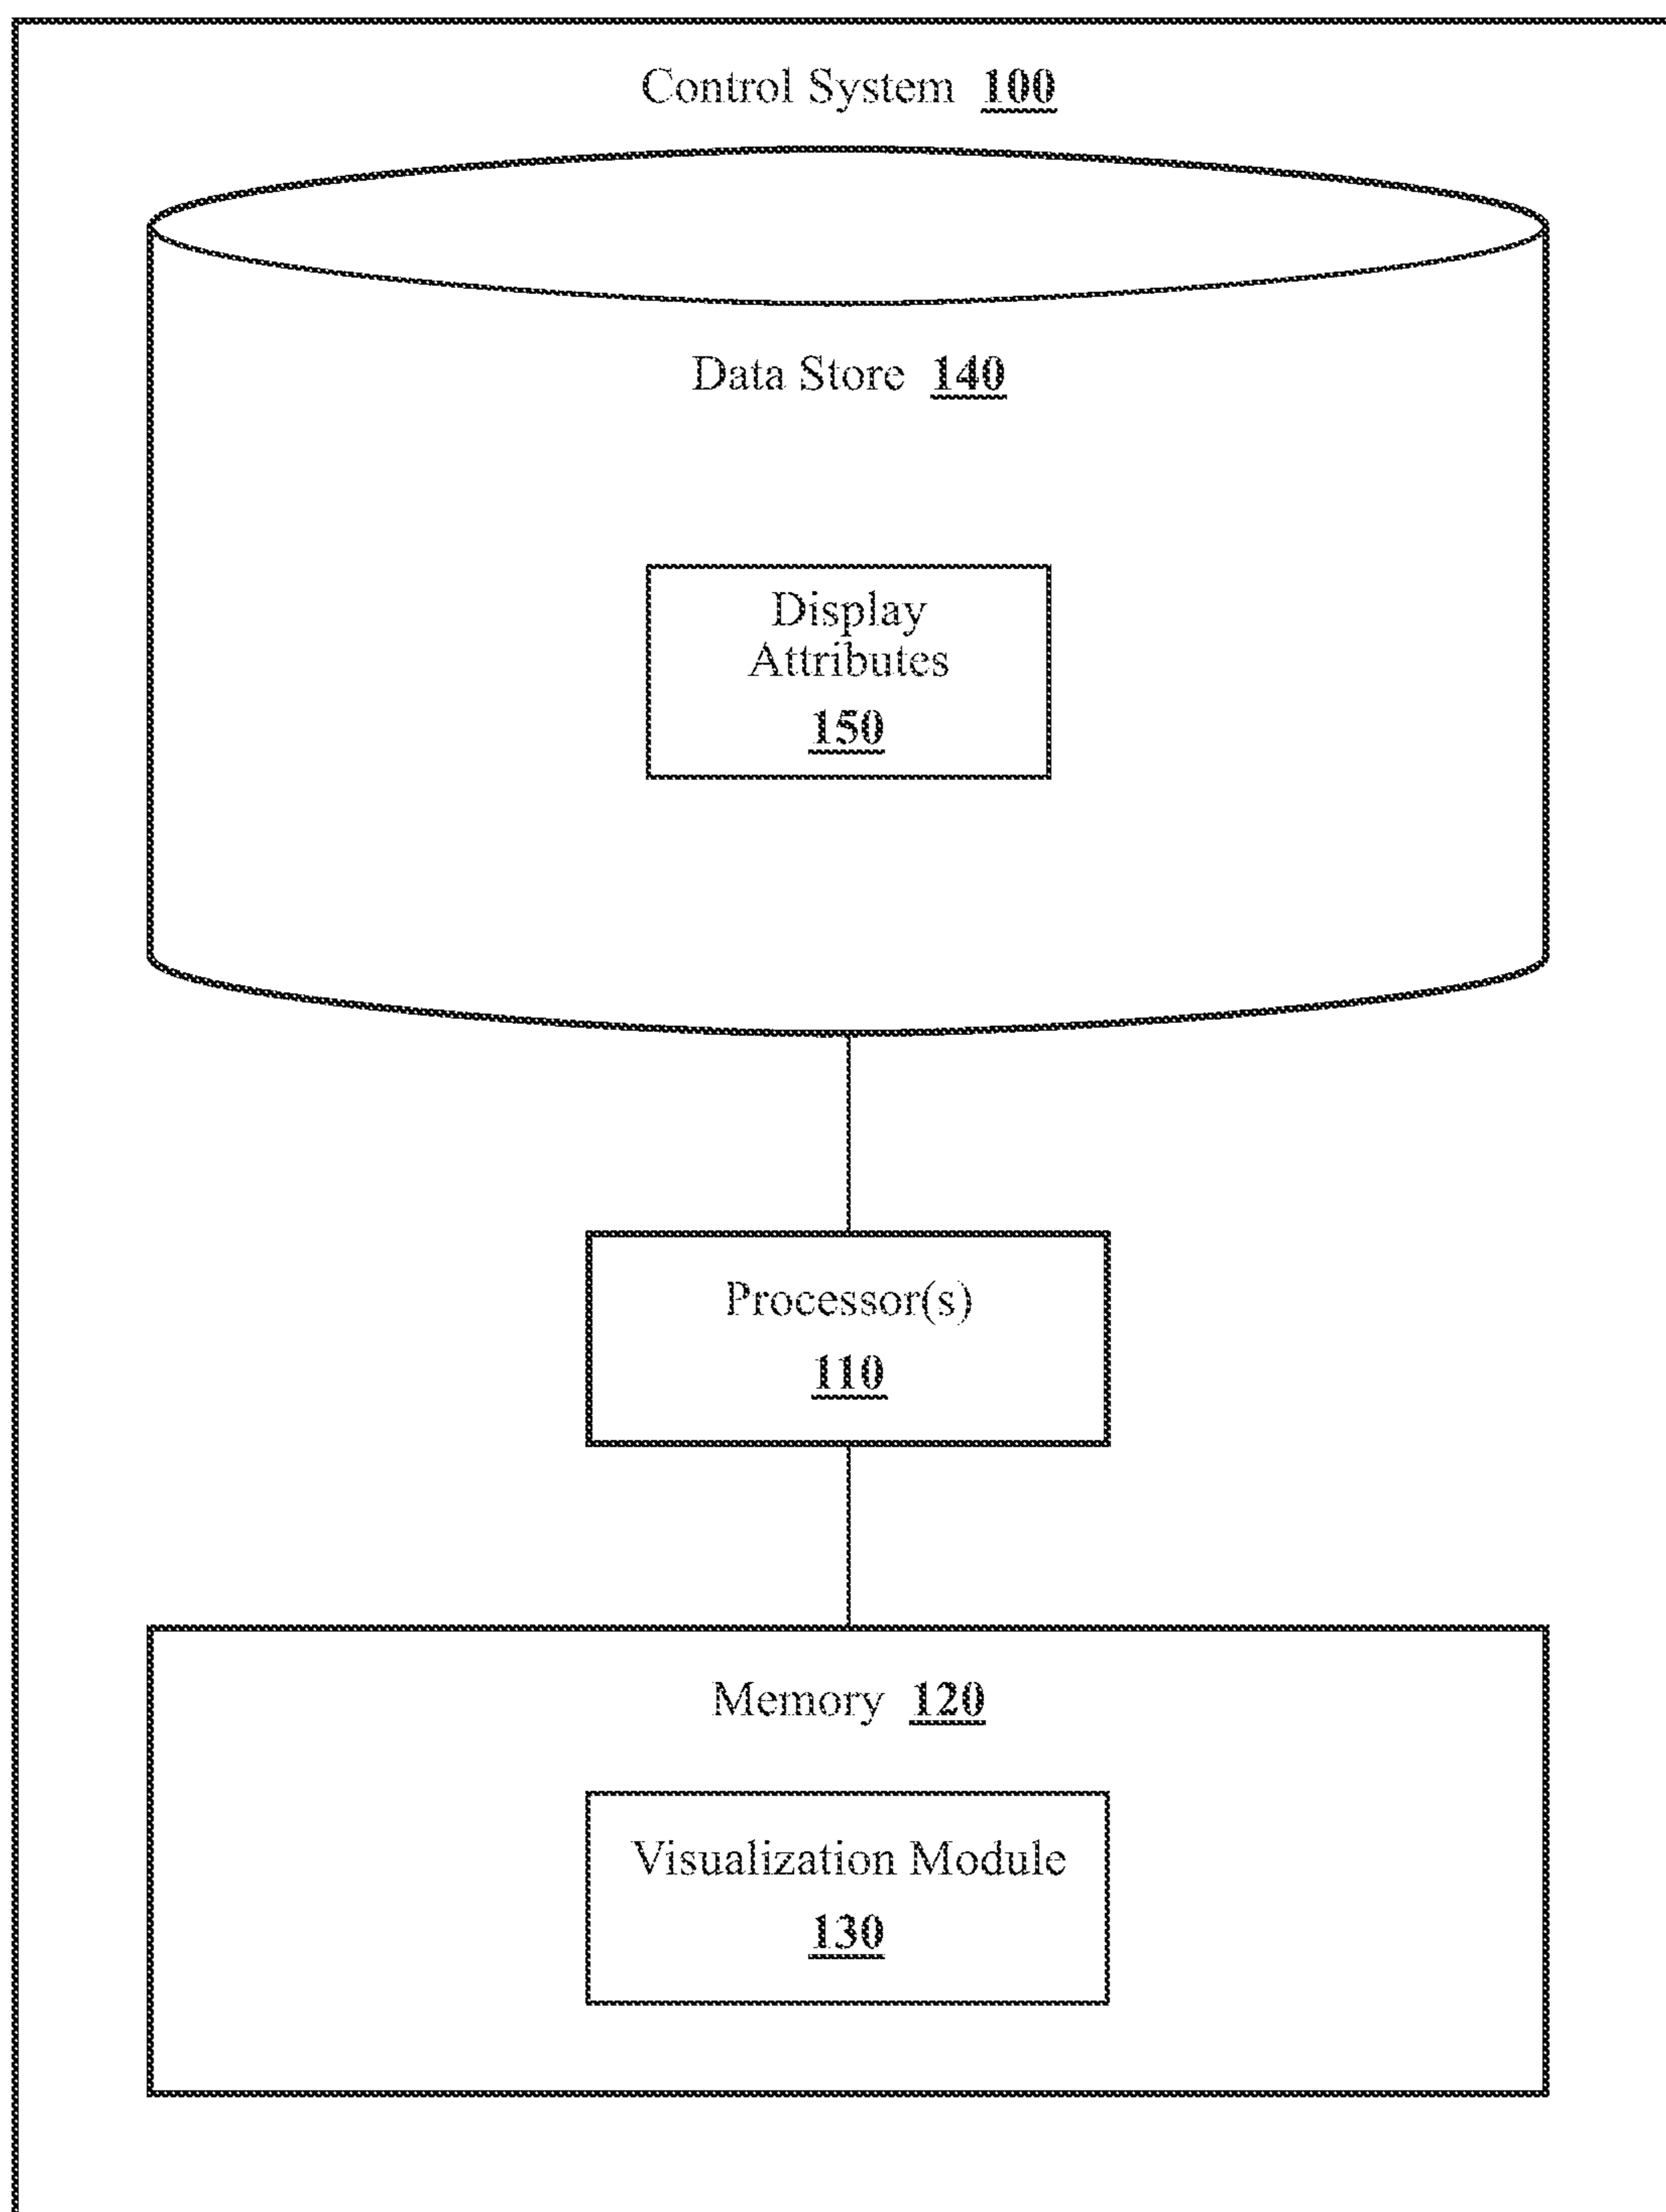 Control System 100
Data Store 140
Display
Attributes
150
Processor(s)
110
Memory 120
Visualization Module
130